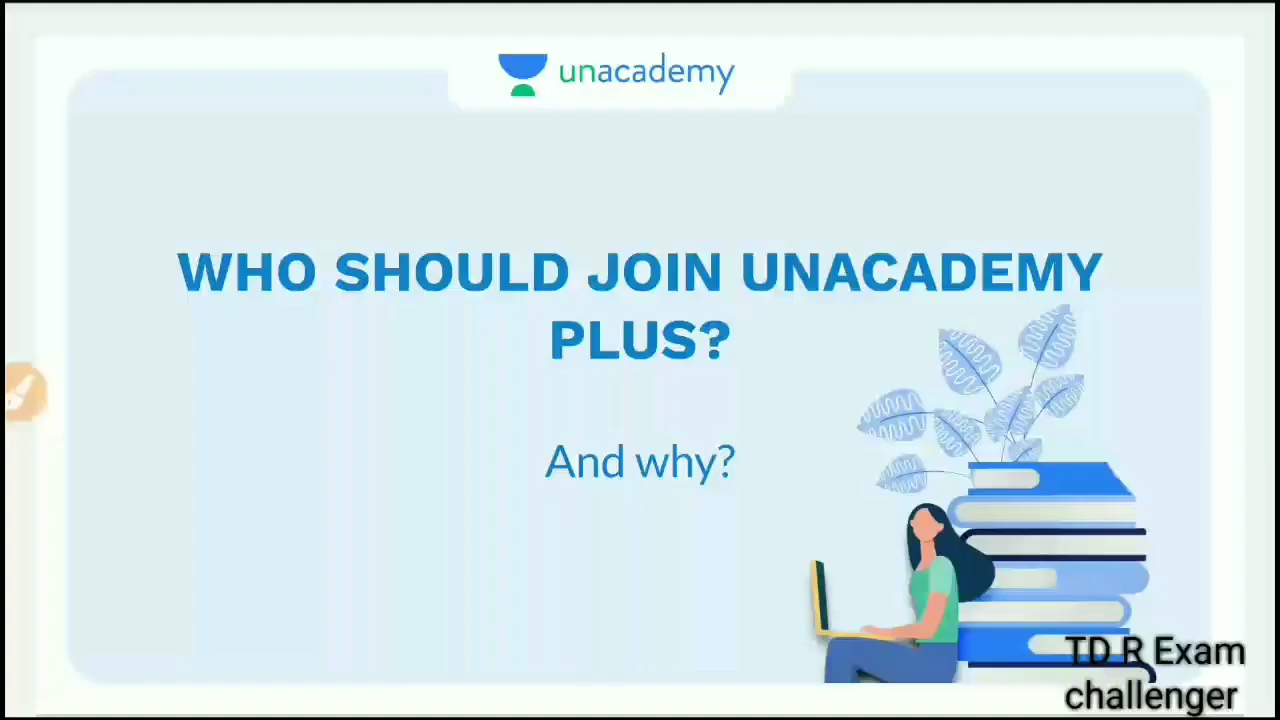 unacademy
WHO SHOULD JOIN UNACADEMY
PLUS?
And why?
TD R Exam
challenger